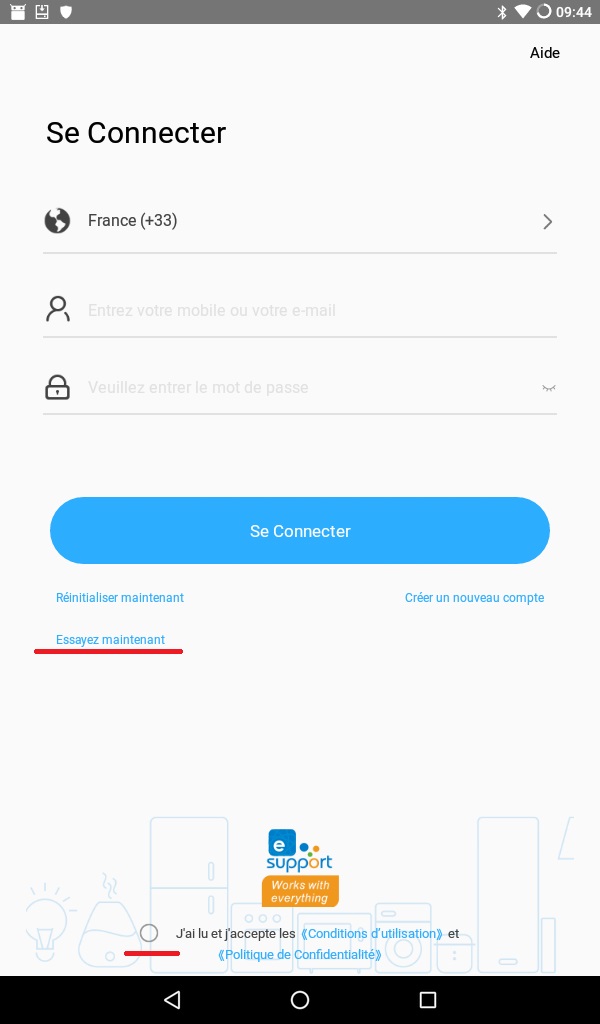 09:44
Aide
Se Connecter
France (+33)
Entrez votre mobile ou votre e-mail
Veuillez entrer le mot de passe
Se Connecter
Réinitialiser maintenant
Créer un nouveau compte
Essayez maintenant
e
support
Works with
everything
J'ai lu et j'accepte les 《Conditions d'utilisation》 et
《Politique de Confidentialité》